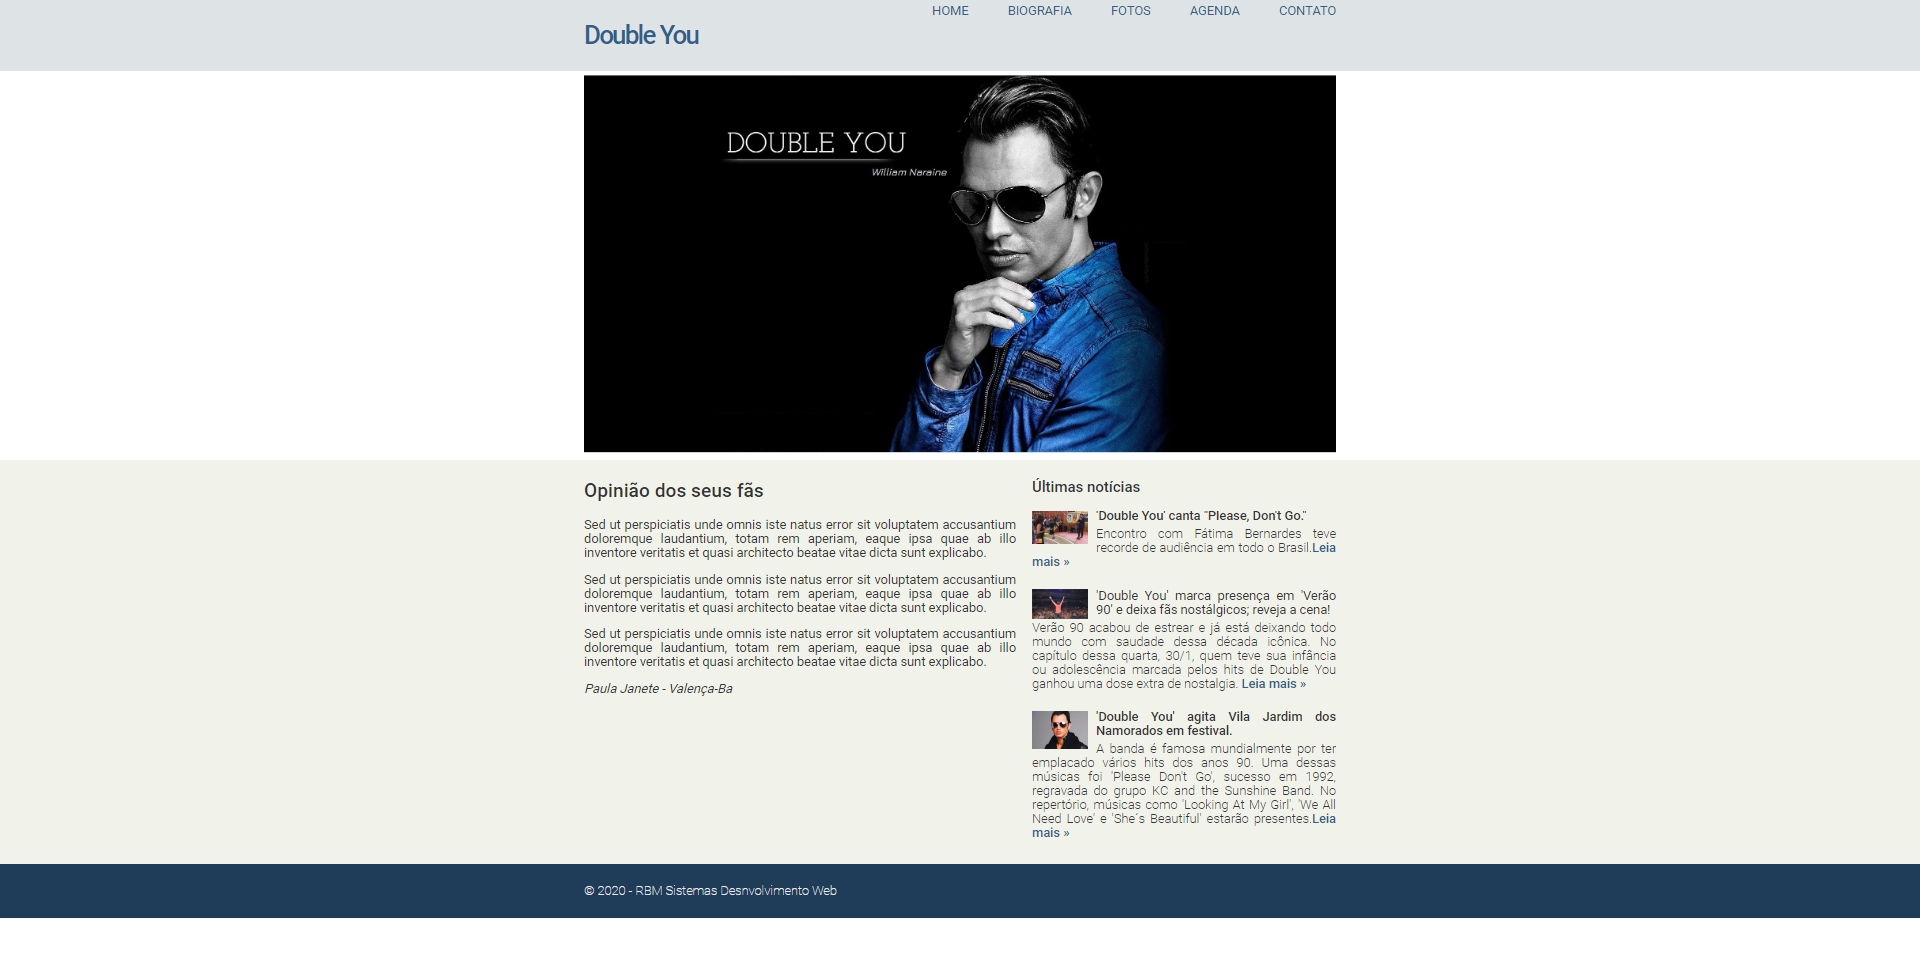 HOME BIOGRAFIA FOTOS AGENDA CONTATO
Double You
DOUBLE YOU
William Naraine
Opinião dos seus fãs
Sed ut perspiciatis unde omnis iste natus error sit voluptatem accusantium
doloremque laudantium, totam rem aperiam, eaque ipsa quae ab illo
inventore veritatis et quasi architecto beatae vitae dicta sunt explicabo.
Sed ut perspiciatis unde omnis iste natus error sit voluptatem accusantium
doloremque laudantium, totam rem aperiam, eaque ipsa quae ab illo
inventore veritatis et quasi architecto beatae vitae dicta sunt explicabo.
Sed ut perspiciatis unde omnis iste natus error sit voluptatem accusantium
doloremque laudantium, totam rem aperiam, eaque ipsa quae ab illo
inventore veritatis et quasi architecto beatae vitae dicta sunt explicabo.
Paula Janete - Valença-Ba
Últimas notícias
'Double You' canta "Please, Don't Go."
Encontro com Fátima Bernardes teve
recorde de audiência em todo o Brasil.Leia
mais »
'Double You' marca presença em 'Verão
90' e deixa fãs nostálgicos; reveja a cena!
Verão 90 acabou de estrear e já está deixando todo
mundo com saudade dessa década icônica. No
capítulo dessa quarta, 30/1, quem teve sua infância
ou adolescência marcada pelos hits de Double You
ganhou uma dose extra de nostalgia. Leia mais »
'Double You' agita Vila Jardim dos
Namorados em festival.
A banda é famosa mundialmente por ter
emplacado vários hits dos anos 90. Uma dessas
músicas foi 'Please Don't Go', sucesso em 1992,
regravada do grupo KC and the Sunshine Band. No
repertório, músicas como 'Looking At My Girl', 'We All
Need Love' e 'She´s Beautiful' estarão presentes.Leia
mais »
© 2020 - RBM Sistemas Desnvolvimento Web